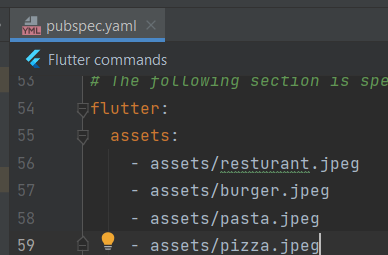 YML pubspec.yaml ×
Flutter commands
53 # The following section is spe
54 flutter:
55 assets:
56 - assets/resturant.jpeg
57 - assets/burger.jpeg
58 - assets/pasta.jpeg
59 - assets/pizza.jpeg